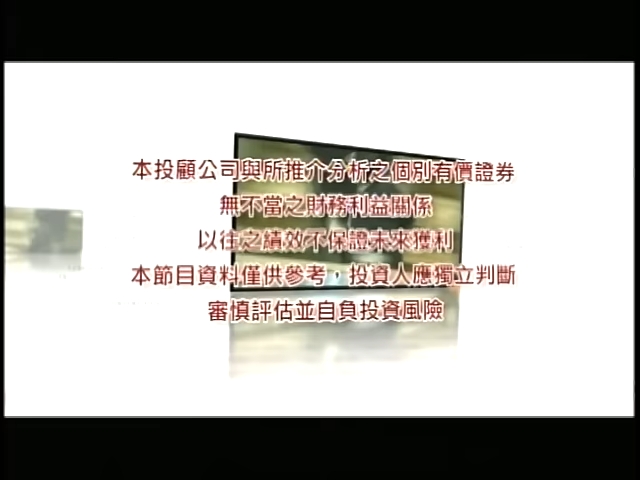 本投顧公司與所推介分析之個別有價證券
無不當之財務利益關係
以往之績效不保證未來獲利
本節目資料僅供參考，投資人應獨立判斷
審慎評估並自負投資風險